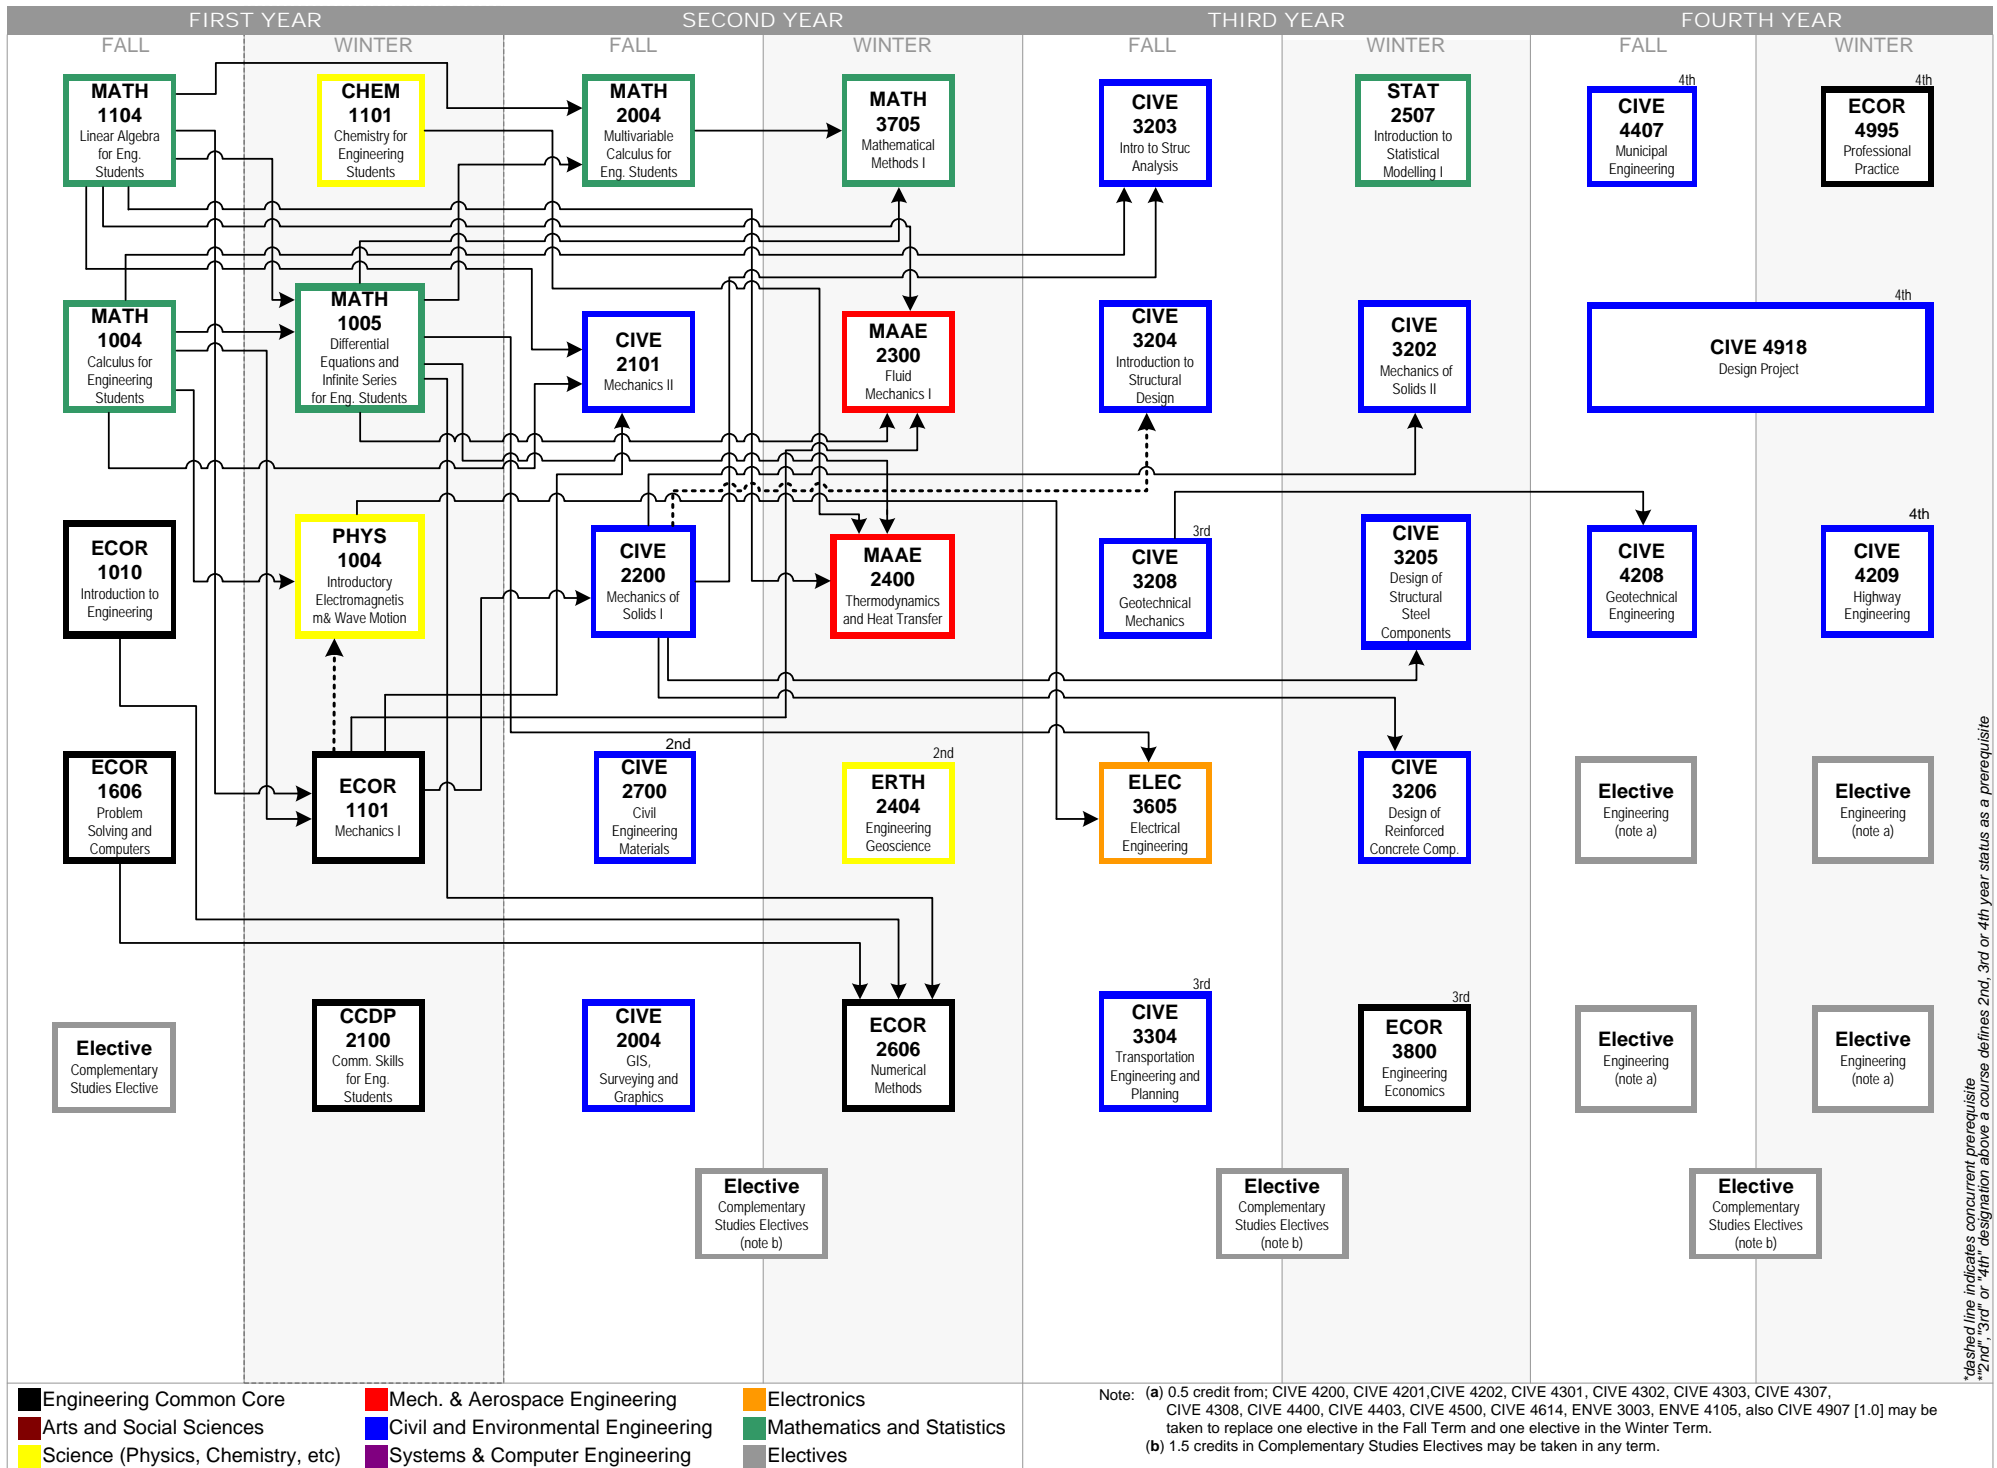 FIRST YEAR
SECOND YEAR
THIRD YEAR
FOURTH YEAR
FALL
WINTER
FALL
WINTER
FALL
WINTER
FALL
WINTER
MATH
1104
Linear Algebra
for Eng.
Students
CHEM
1101
Chemistry for
Engineering
Students
MATH
2004
Multivariable
Calculus for
Eng. Students
MATH
3705
Mathematical
Methods I
CIVE
3203
Intro to Struc
Analysis
STAT
2507
Introduction to
Statistical
Modelling I
4th
CIVE
4407
Municipal
Engineering
4th
ECOR
4995
Professional
Practice
MATH
1004
Calculus for
Engineering
Students
MATH
1005
Differential
Equations and
Infinite Series
for Eng. Students
CIVE
2101
Mechanics II
MAAE
2300
Fluid
Mechanics I
CIVE
3204
Introduction to
Structural
Design
CIVE
3202
Mechanics of
Solids II
4th
CIVE 4918
Design Project
ECOR
1010
Introduction to
Engineering
PHYS
1004
Introductory
Electromagnetis
m& Wave Motion
CIVE
2200
Mechanics of
Solids I
MAAE
2400
Thermodynamics
and Heat Transfer
3rd
CIVE
3208
Geotechnical
Mechanics
CIVE
3205
Design of
Structural
Steel
Components
CIVE
4208
Geotechnical
Engineering
4th
CIVE
4209
Highway
Engineering
ECOR
1606
Problem
Solving and
Computers
ECOR
1101
Mechanics I
2nd
CIVE
2700
Civil
Engineering
Materials
2nd
ERTH
2404
Engineering
Geoscience
ELEC
3605
Electrical
Engineering
CIVE
3206
Design of
Reinforced
Concrete Comp.
Elective
Engineering
(note a)
Elective
Engineering
(note a)
Elective
Complementary
Studies Elective
CCDP
2100
Comm. Skills
for Eng.
Students
CIVE
2004
GIS,
Surveying and
Graphics
ECOR
2606
Numerical
Methods
3rd
CIVE
3304
Transportation
Engineering and
Planning
3rd
ECOR
3800
Engineering
Economics
Elective
Engineering
(note a)
Elective
Engineering
(note a)
Elective
Complementary
Studies Electives
(note b)
Elective
Complementary
Studies Electives
(note b)
Elective
Complementary
Studies Electives
(note b)
*dashed line indicates concurrent prerequisite
*"2nd", "3rd" or "4th" designation above a course defines 2nd, 3rd or 4th year status as a prerequisite
Engineering Common Core
Arts and Social Sciences
Science (Physics, Chemistry, etc)
Mech. & Aerospace Engineering
Civil and Environmental Engineering
Systems & Computer Engineering
Electronics
Mathematics and Statistics
Electives
Note: (a) 0.5 credit from; CIVE 4200, CIVE 4201,CIVE 4202, CIVE 4301, CIVE 4302, CIVE 4303, CIVE 4307,
CIVE 4308, CIVE 4400, CIVE 4403, CIVE 4500, CIVE 4614, ENVE 3003, ENVE 4105, also CIVE 4907 [1.0] may be
taken to replace one elective in the Fall Term and one elective in the Winter Term.
(b) 1.5 credits in Complementary Studies Electives may be taken in any term.